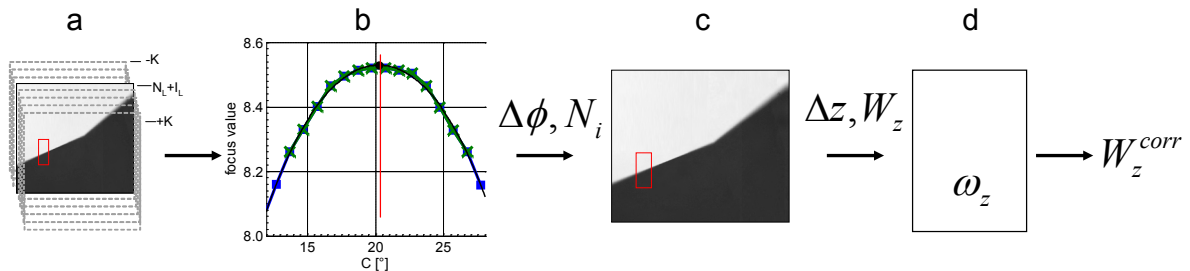 a
b
c
d
-K
N_L+I_L
+K
8.6
8.4
8.2
8.0
focus value
15
20
25
C [°]
Δϕ, N_i
Δz, W_z
ω_z
W_z^corr